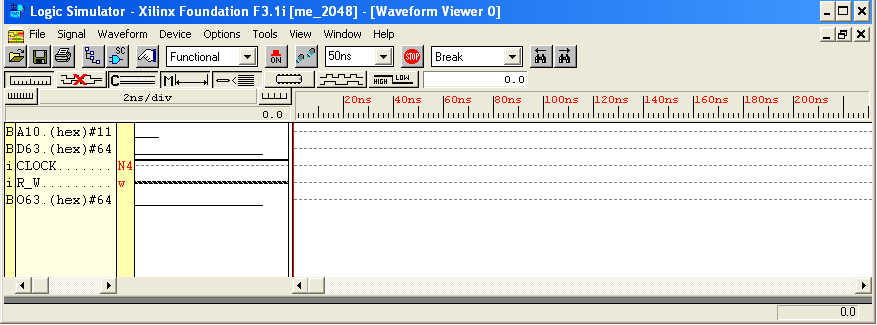 Logic Simulator - Xilinx Foundation F3.1i [me_2048] - [Waveform Viewer 0]
File Signal Waveform Device Options Tools View Window Help
SC Functional ON 50ns STOP Break
HIGH LOW 0.0
2ns/div 20ns 40ns 60ns 80ns 100ns 120ns 140ns 160ns 180ns 200ns
0.0
B A10.(hex)#11
B D63.(hex)#64
i CLOCK....... N4
i R_W......... w
B O63.(hex)#64
0.0